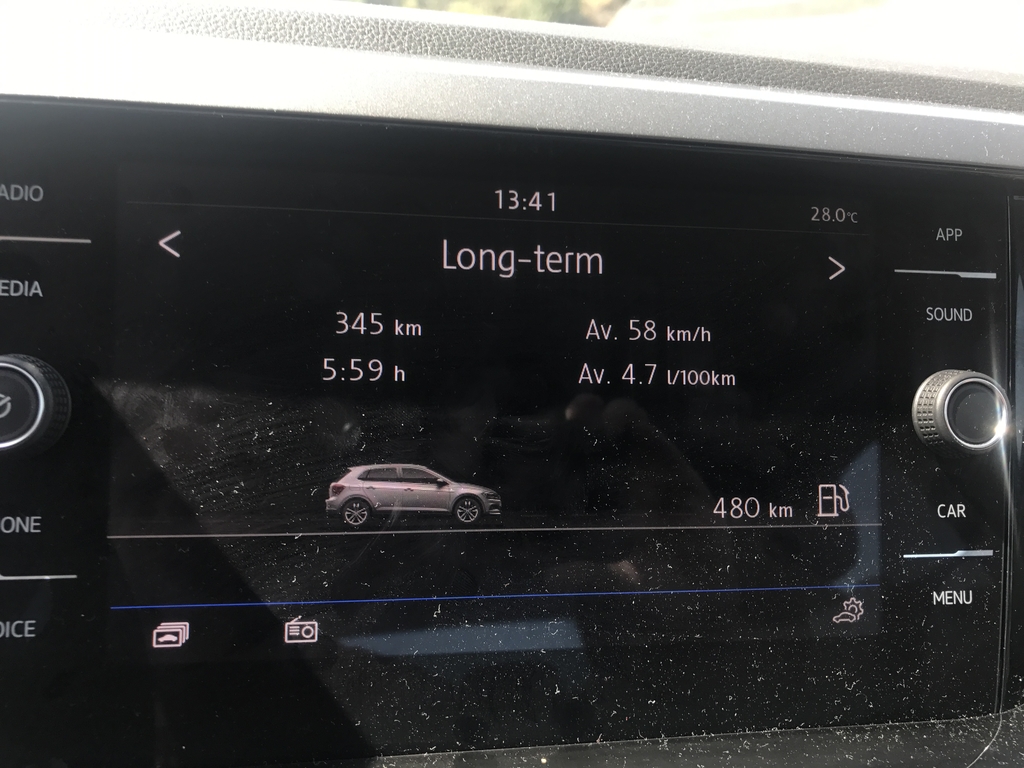 13:41
28.0°C
Long-term
345 km
Av. 58 km/h
5:59 h
Av. 4.7 l/100km
480 km
ADIO
EDIA
ONE
OICE
APP
SOUND
CAR
MENU